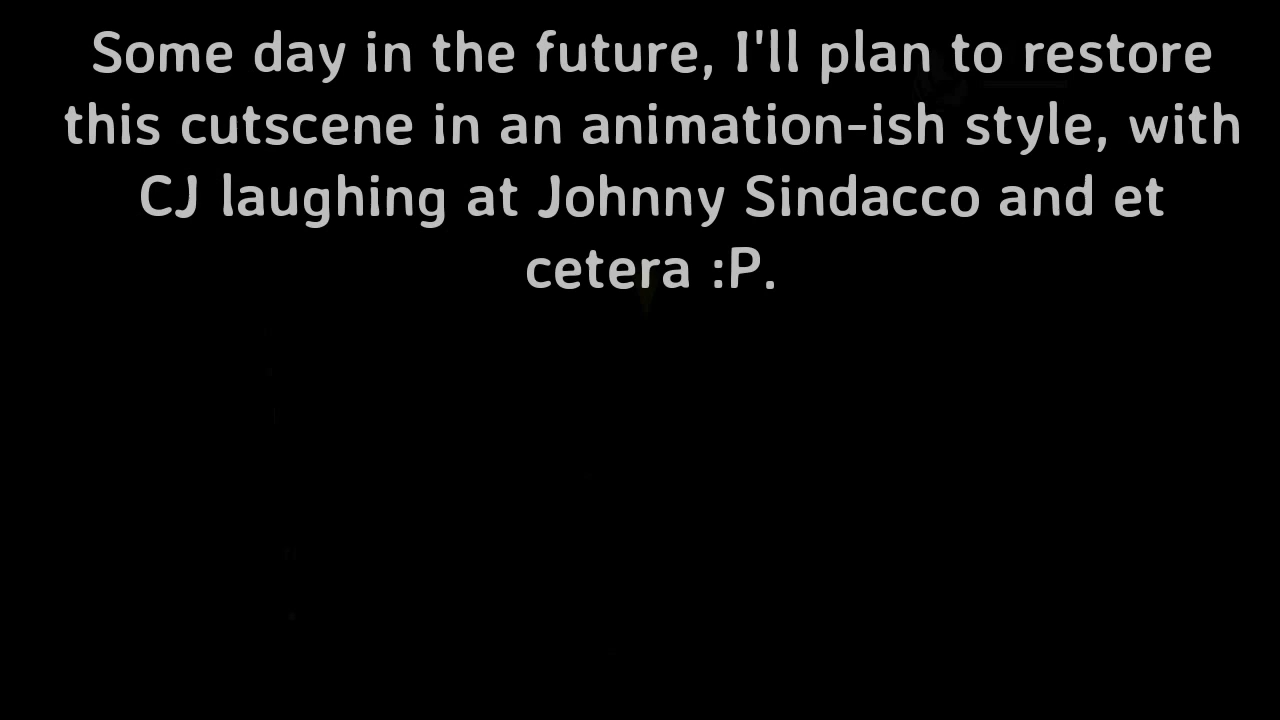 Some day in the future, I'll plan to restore
this cutscene in an animation-ish style, with
CJ laughing at Johnny Sindacco and et
cetera :P.